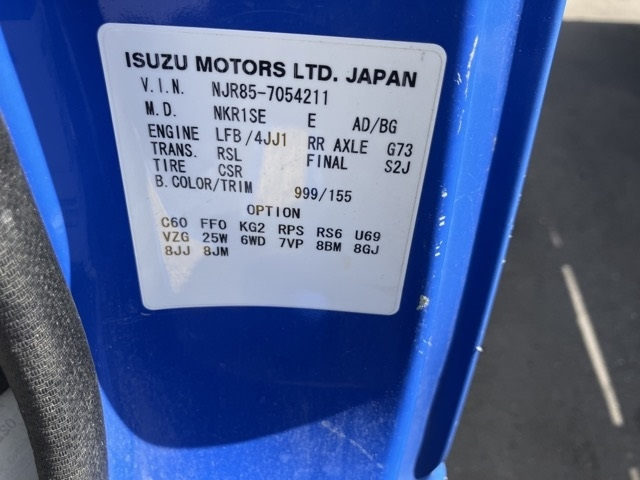 ISUZU MOTORS LTD. JAPAN
V.I.N. NJR85-7054211
M.D. NKR1SE E AD/BG
ENGINE LFB/4JJ1 RR AXLE G73
TRANS. RSL FINAL S2J
TIRE CSR
B.COLOR/TRIM 999/155
OPTION
C60 FF0 KG2 RPS RS6 U69
VZG 25W 6WD 7VP 8BM 8GJ
8JJ 8JM